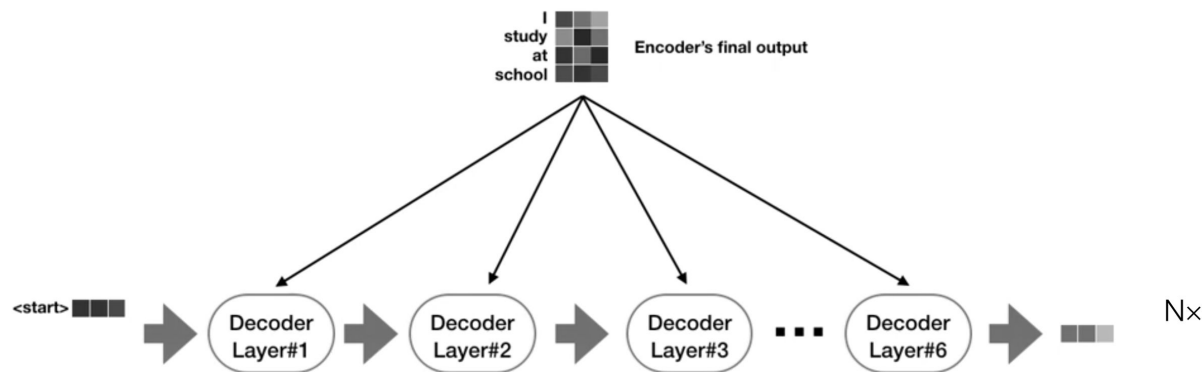 I
study
at
school
Encoder's final output
<start>
Decoder
Layer#1
Decoder
Layer#2
Decoder
Layer#3
Decoder
Layer#6
N×